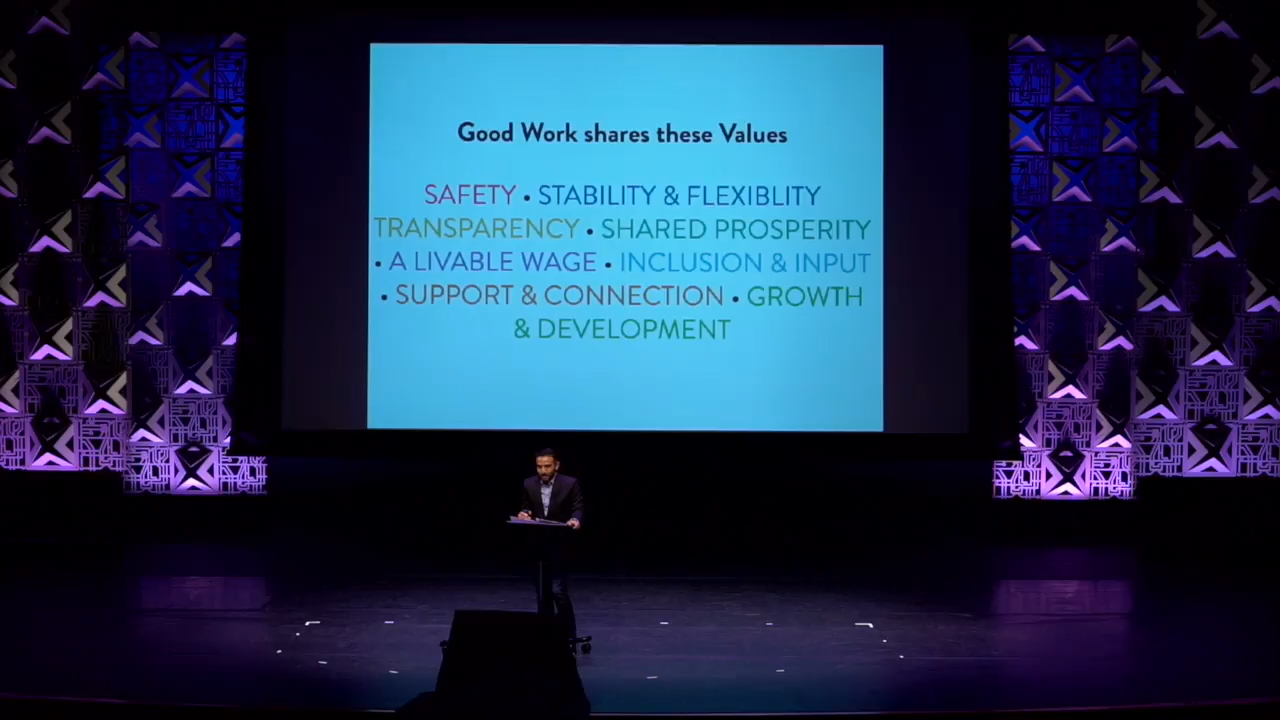 Good Work shares these Values
SAFETY • STABILITY & FLEXIBLITY
TRANSPARENCY • SHARED PROSPERITY
• A LIVABLE WAGE • INCLUSION & INPUT
• SUPPORT & CONNECTION • GROWTH
& DEVELOPMENT